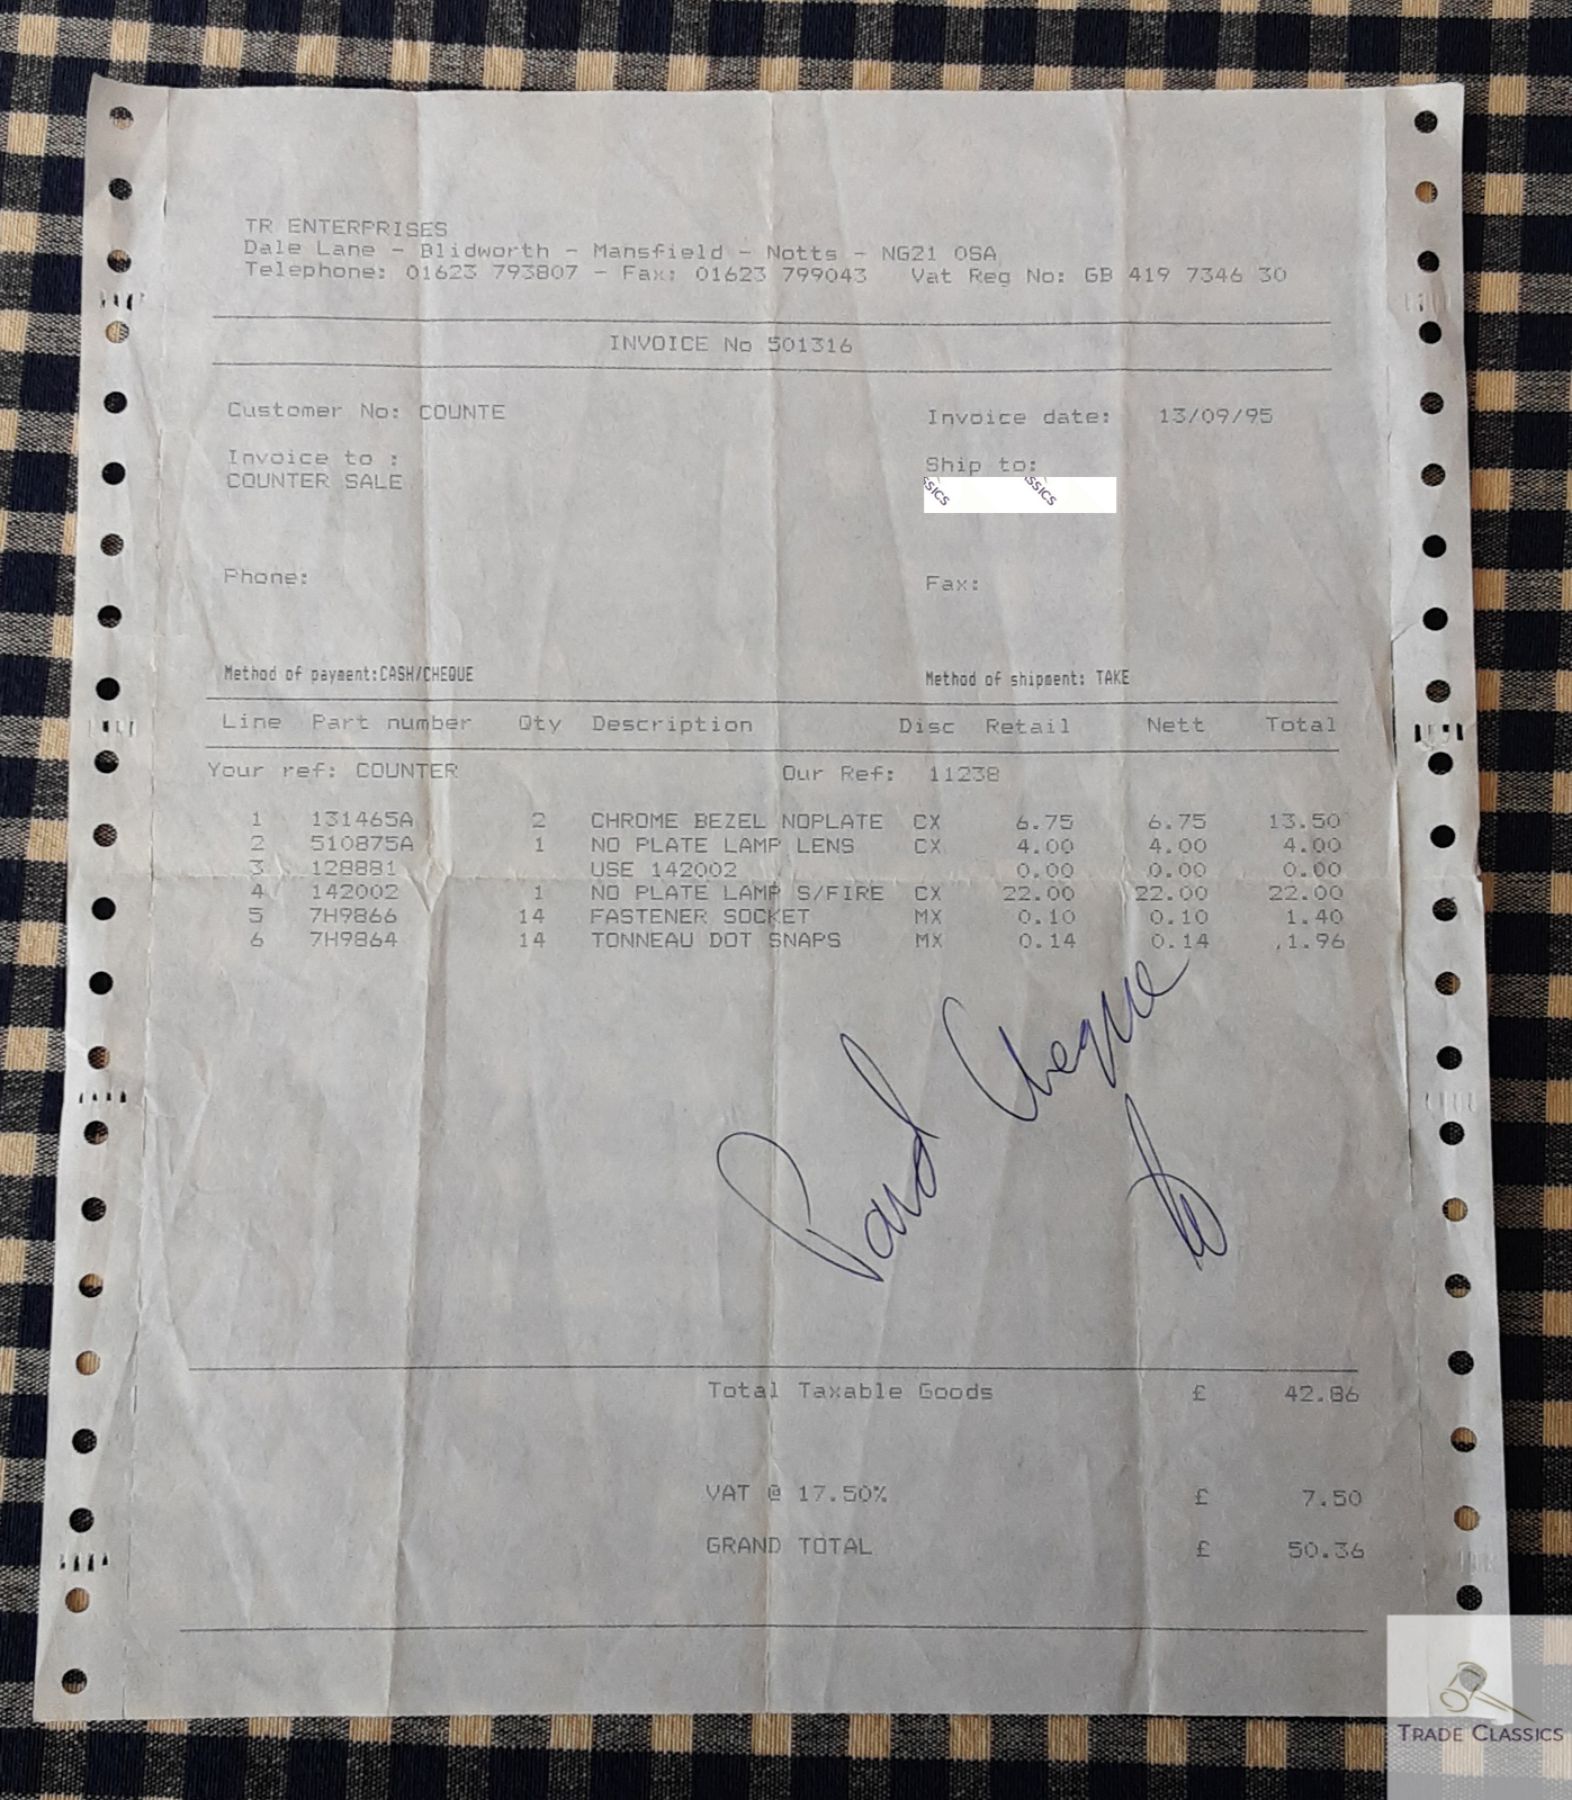 TR ENTERPRISES
Dale Lane - Blidworth - Mansfield - Notts - NG21 0SA
Telephone: 01623 793807 - Fax: 01623 799043 Vat Reg No: GB 419 7346 30
INVOICE No 501316
Customer No: COUNTE Invoice date: 13/09/95
Invoice to : Ship to:
COUNTER SALE
SSICS SSICS
Phone: Fax:
Method of payment:CASH/CHEQUE Method of shipment: TAKE
Line Part number Qty Description Disc Retail Nett Total
Your ref: COUNTER Our Ref: 11238
1 131465A 2 CHROME BEZEL NOPLATE CX 6.75 6.75 13.50
2 510875A 1 NO PLATE LAMP LENS CX 4.00 4.00 4.00
3 128881 USE 142002 0.00 0.00 0.00
4 142002 1 NO PLATE LAMP S/FIRE CX 22.00 22.00 22.00
5 7H9866 14 FASTENER SOCKET MX 0.10 0.10 1.40
6 7H9864 14 TONNEAU DOT SNAPS MX 0.14 0.14 1.96
Paid Cheque
Total Taxable Goods £ 42.86
VAT @ 17.50% £ 7.50
GRAND TOTAL £ 50.36
TRADE CLASSICS